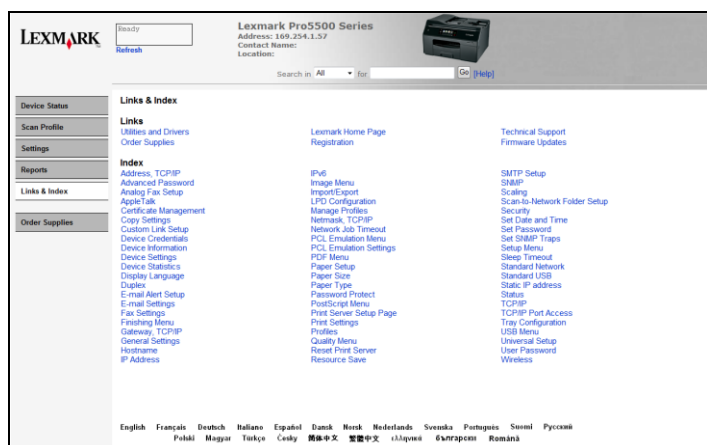 LEXMARK
Ready
Refresh
Lexmark Pro5500 Series
Address: 169.254.1.57
Contact Name:
Location:
Search in All for Go [Help]
Device Status
Scan Profile
Settings
Reports
Links & Index
Order Supplies
Links & Index
Links
Utilities and Drivers Lexmark Home Page Technical Support
Order Supplies Registration Firmware Updates
Index
Address, TCP/IP IPv6 SMTP Setup
Advanced Password Image Menu SNMP
Analog Fax Setup Import/Export Scaling
AppleTalk LPD Configuration Scan-to-Network Folder Setup
Certificate Management Manage Profiles Security
Copy Settings Netmask, TCP/IP Set Date and Time
Custom Link Setup Network Job Timeout Set Password
Device Credentials PCL Emulation Menu Set SNMP Traps
Device Information PCL Emulation Settings Setup Menu
Device Settings PDF Menu Sleep Timeout
Device Statistics Paper Setup Standard Network
Display Language Paper Size Standard USB
Duplex Paper Type Static IP address
E-mail Alert Setup Password Protect Status
E-mail Settings PostScript Menu TCP/IP
Fax Settings Print Server Setup Page TCP/IP Port Access
Finishing Menu Print Settings Tray Configuration
Gateway, TCP/IP Profiles USB Menu
General Settings Quality Menu Universal Setup
Hostname Reset Print Server User Password
IP Address Resource Save Wireless
English Français Deutsch Italiano Español Dansk Norsk Nederlands Svenska Português Suomi Русский
Polski Magyar Türkçe Česky 简体中文 繁體中文 ελληνικά български Română